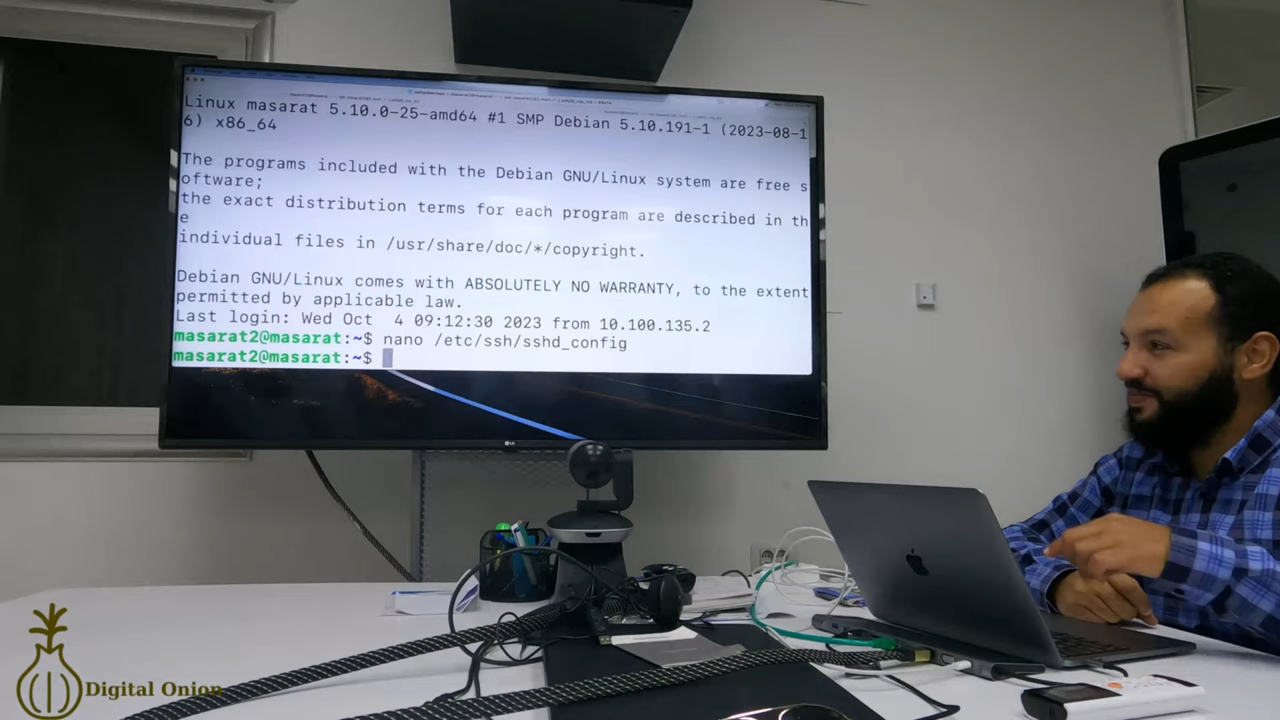 Linux masarat 5.10.0-25-amd64 #1 SMP Debian 5.10.191-1 (2023-08-1
6) x86_64
The programs included with the Debian GNU/Linux system are free s
oftware;
the exact distribution terms for each program are described in th
e
individual files in /usr/share/doc/*/copyright.
Debian GNU/Linux comes with ABSOLUTELY NO WARRANTY, to the extent
permitted by applicable law.
Last login: Wed Oct  4 09:12:30 2023 from 10.100.135.2
masarat2@masarat:~$ nano /etc/ssh/sshd_config
masarat2@masarat:~$
LG
Digital Onion